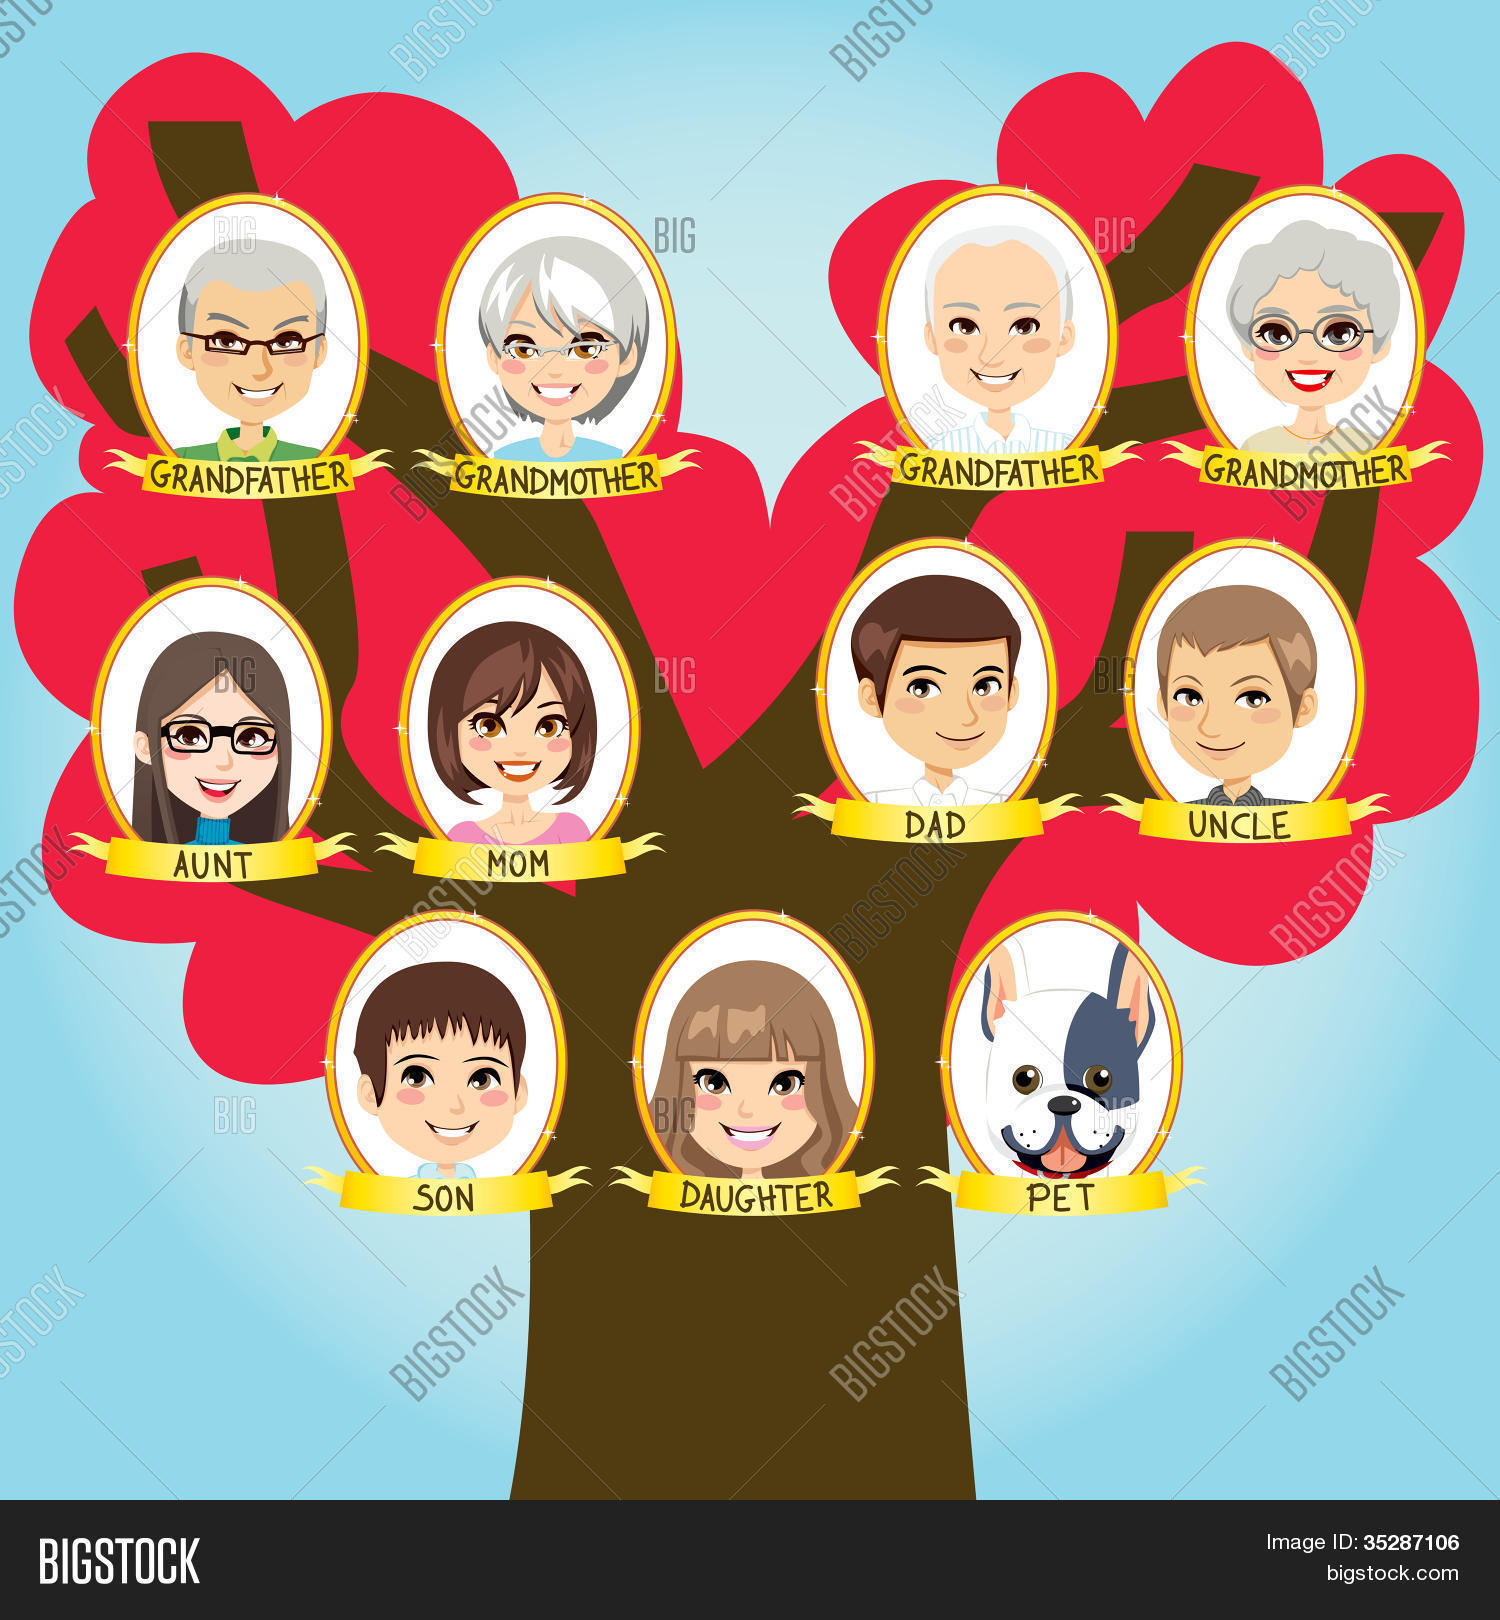 GRANDFATHER
GRANDMOTHER
GRANDFATHER
GRANDMOTHER
AUNT
MOM
DAD
UNCLE
SON
DAUGHTER
PET
BIGSTOCK
Image ID: 35287106
bigstock.com